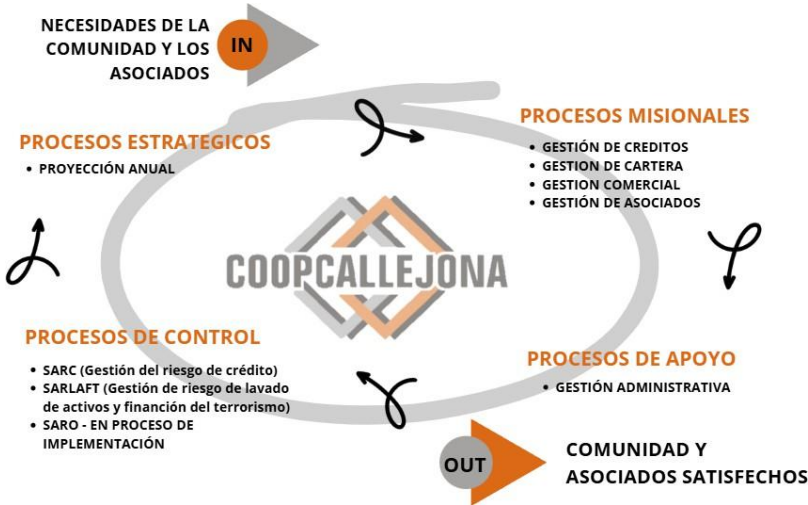 NECESIDADES DE LA
COMUNIDAD Y LOS
ASOCIADOS
IN
PROCESOS ESTRATEGICOS
• PROYECCIÓN ANUAL
PROCESOS MISIONALES
• GESTIÓN DE CREDITOS
• GESTION DE CARTERA
• GESTION COMERCIAL
• GESTIÓN DE ASOCIADOS
COOPCALLEJONA
PROCESOS DE CONTROL
• SARC (Gestión del riesgo de crédito)
• SARLAFT (Gestión de riesgo de lavado
de activos y financión del terrorismo)
• SARO - EN PROCESO DE
IMPLEMENTACIÓN
PROCESOS DE APOYO
• GESTIÓN ADMINISTRATIVA
OUT
COMUNIDAD Y
ASOCIADOS SATISFECHOS